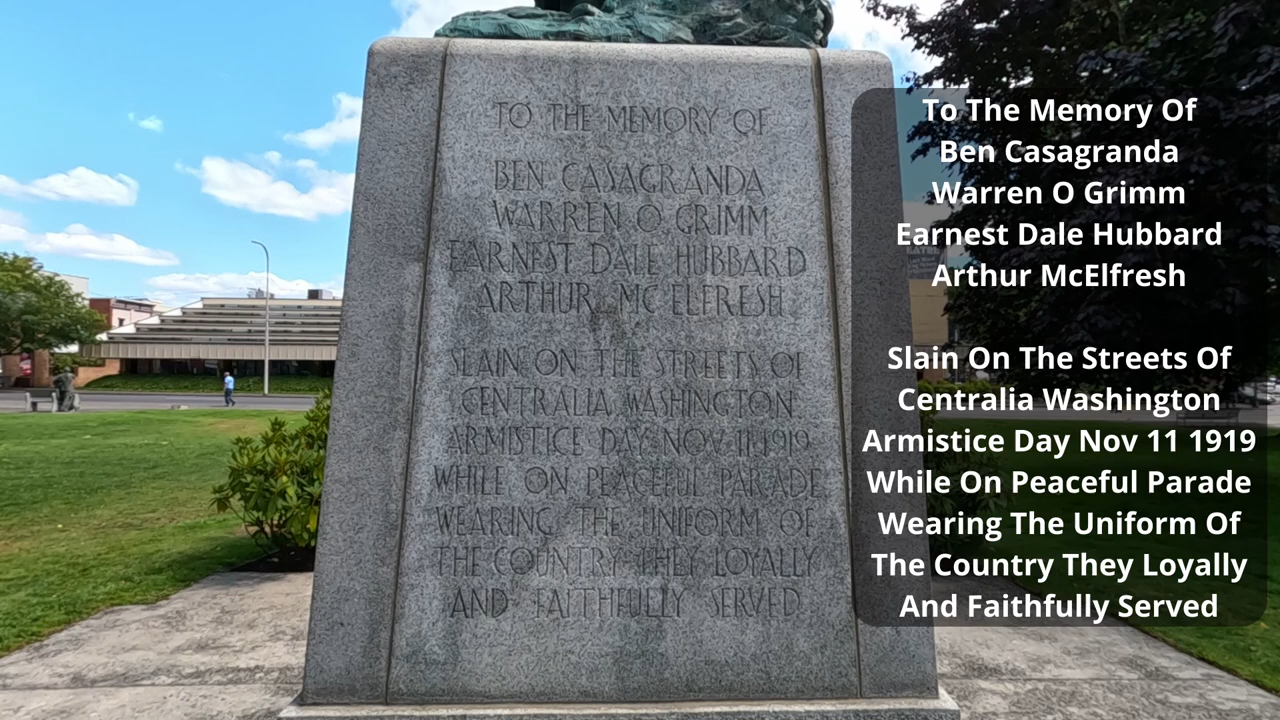 TO THE MEMORY OF
BEN CASAGRANDA
WARREN O GRIMM
EARNEST DALE HUBBARD
ARTHUR MC ELFRESH
SLAIN ON THE STREETS OF
CENTRALIA WASHINGTON
ARMISTICE DAY NOV 11 1919
WHILE ON PEACEFUL PARADE
WEARING THE UNIFORM OF
THE COUNTRY THEY LOYALLY
AND FAITHFULLY SERVED
To The Memory Of
Ben Casagranda
Warren O Grimm
Earnest Dale Hubbard
Arthur McElfresh
Slain On The Streets Of
Centralia Washington
Armistice Day Nov 11 1919
While On Peaceful Parade
Wearing The Uniform Of
The Country They Loyally
And Faithfully Served